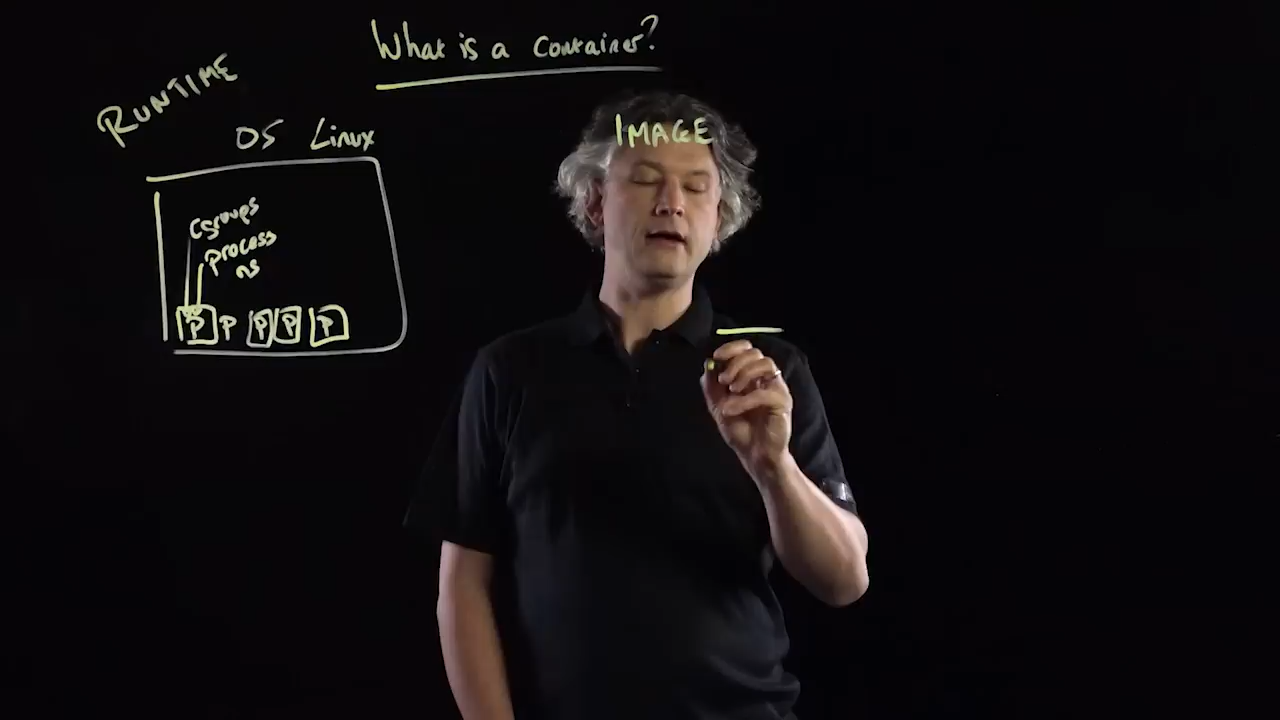 What is a container?
RUNTIME
OS Linux
IMAGE
cgroups
process
ns
P P P P P